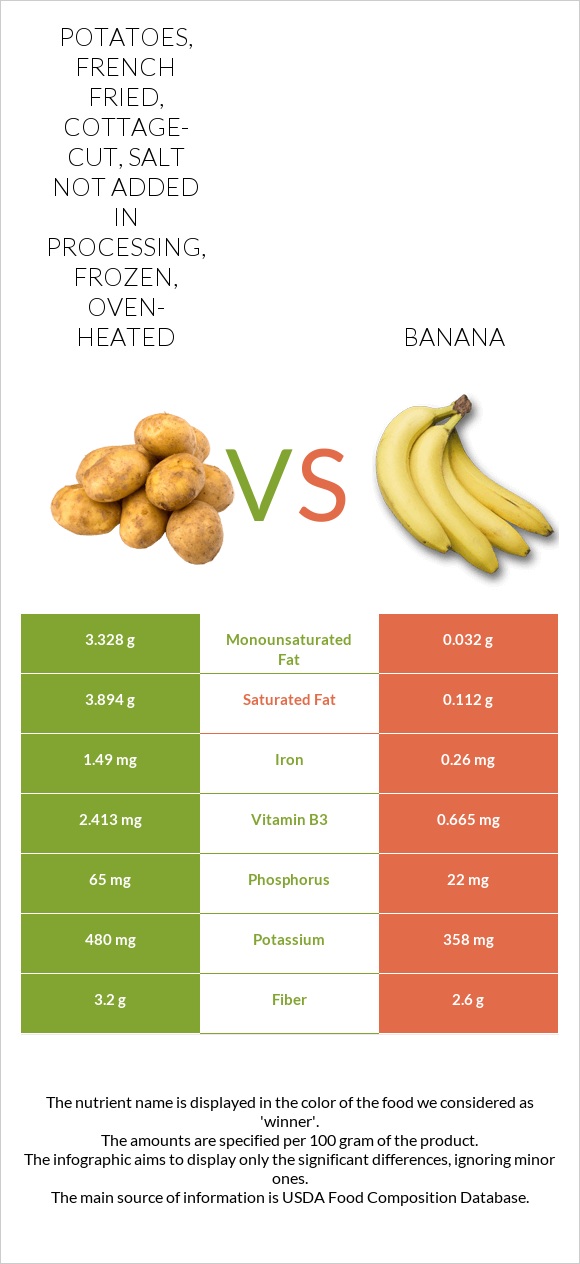 POTATOES,
FRENCH
FRIED,
COTTAGE-
CUT, SALT
NOT ADDED
IN
PROCESSING,
FROZEN,
OVEN-
HEATED
BANANA
VS
3.328 g Monounsaturated Fat 0.032 g
3.894 g Saturated Fat 0.112 g
1.49 mg Iron 0.26 mg
2.413 mg Vitamin B3 0.665 mg
65 mg Phosphorus 22 mg
480 mg Potassium 358 mg
3.2 g Fiber 2.6 g
The nutrient name is displayed in the color of the food we considered as
'winner'.
The amounts are specified per 100 gram of the product.
The infographic aims to display only the significant differences, ignoring minor
ones.
The main source of information is USDA Food Composition Database.